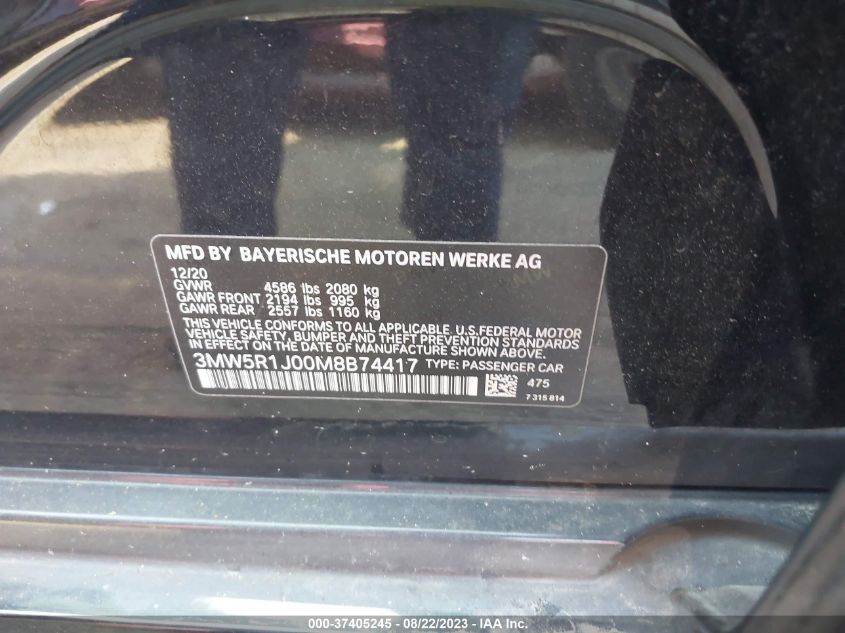 MFD BY BAYERISCHE MOTOREN WERKE AG
12/20
GVWR 4586 lbs 2080 kg
GAWR FRONT 2194 lbs 995 kg
GAWR REAR 2557 lbs 1160 kg
THIS VEHICLE CONFORMS TO ALL APPLICABLE U.S.FEDERAL MOTOR
VEHICLE SAFETY, BUMPER, AND THEFT PREVENTION STANDARDS
IN EFFECT ON THE DATE OF MANUFACTURE SHOWN ABOVE.
3MW5R1J00M8B74417 TYPE: PASSENGER CAR
475
7 315 814
000-37405245 - 08/22/2023 - IAA Inc.